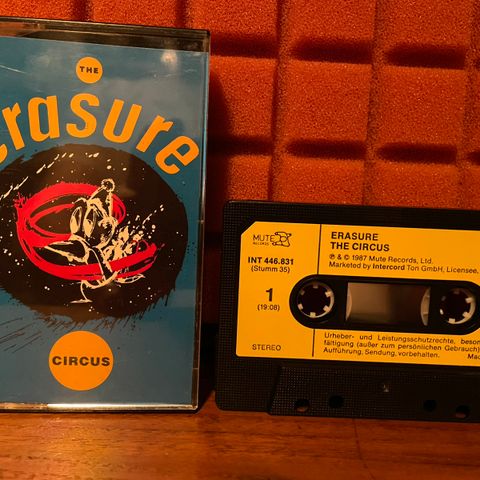 THE
erasure
CIRCUS
MUTE
RECORDS
ERASURE
THE CIRCUS
INT 446.831
(Stumm 35)
℗ & © 1987 Mute Records, Ltd.
Marketed by Intercord Ton GmbH, Licensee.
1
(19:08)
STEREO
Urheber- und Leistungsschutzrechte, beson
fältigung (außer zum persönlichen Gebrauch)
Aufführung, Sendung, vorbehalten. Mad